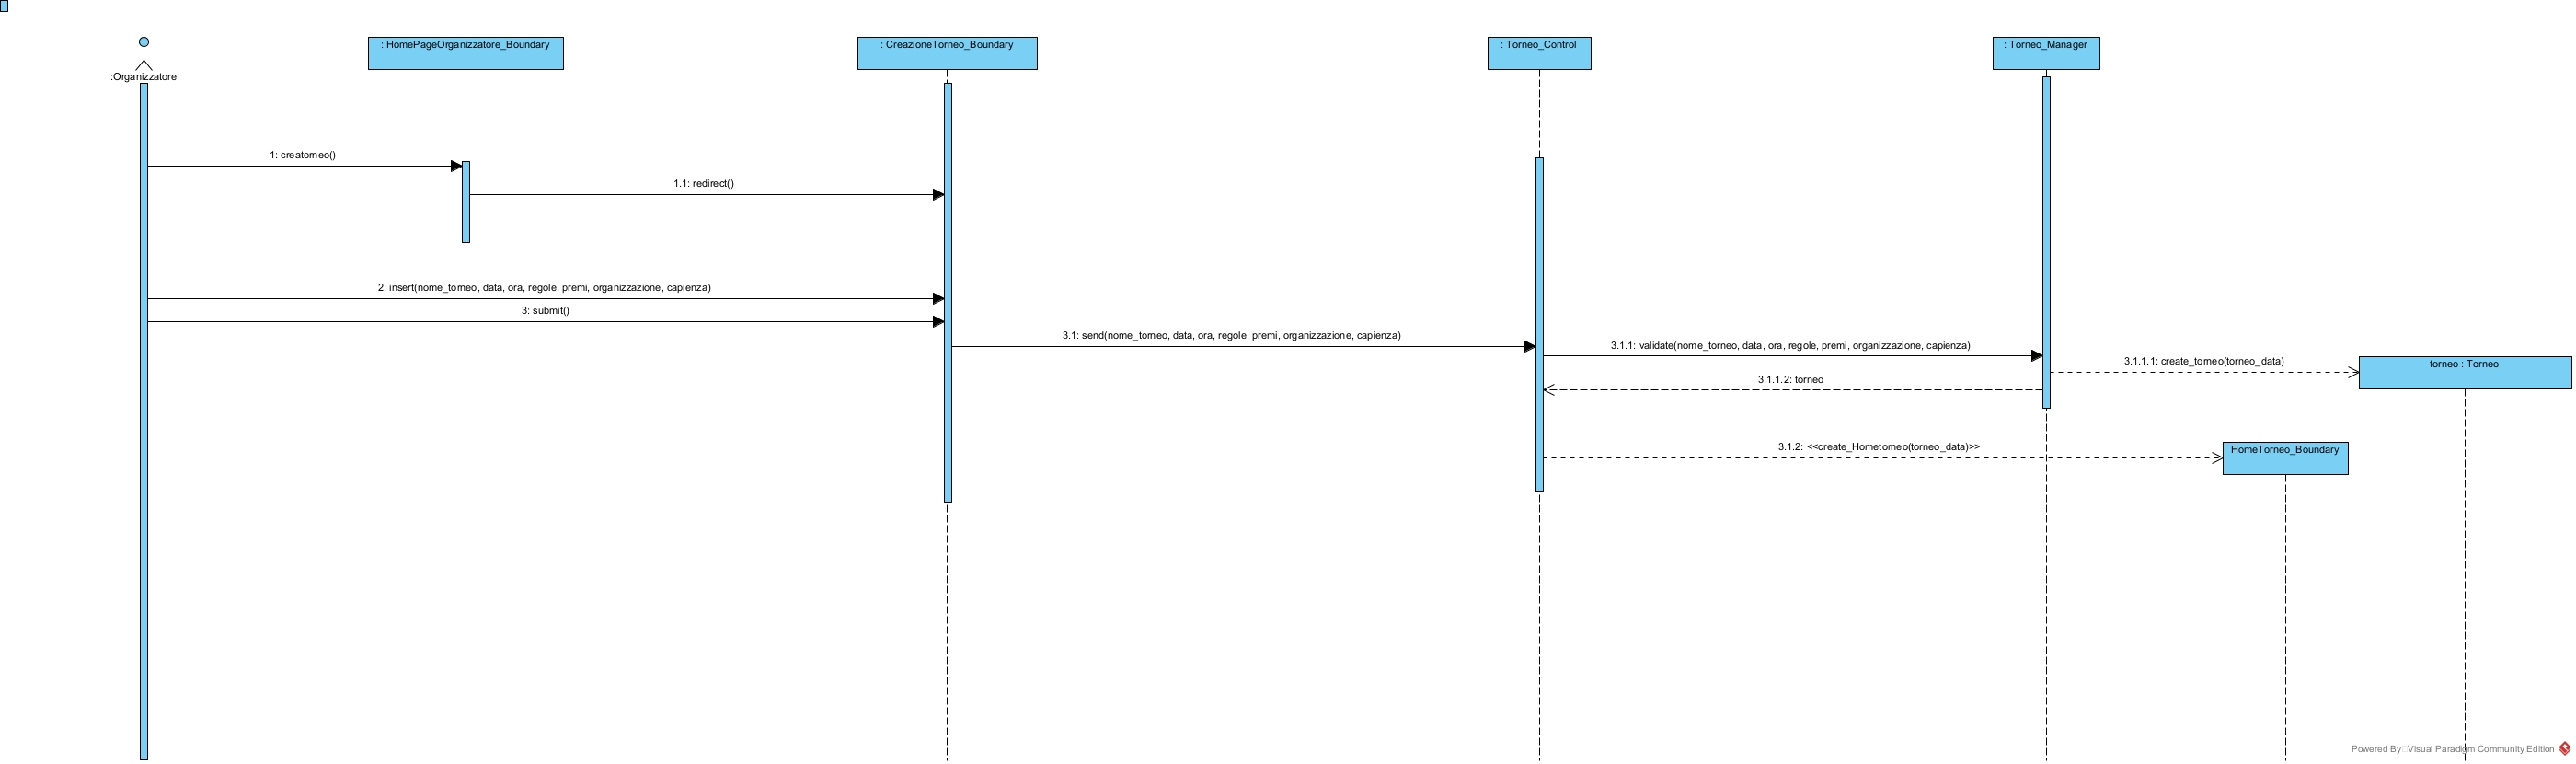 : HomePageOrganizzatore_Boundary
: CreazioneTorneo_Boundary
: Torneo_Control
: Torneo_Manager
:Organizzatore
1: creatorneo()
1.1: redirect()
2: insert(nome_torneo, data, ora, regole, premi, organizzazione, capienza)
3: submit()
3.1: send(nome_torneo, data, ora, regole, premi, organizzazione, capienza)
3.1.1: validate(nome_torneo, data, ora, regole, premi, organizzazione, capienza)
3.1.1.1: create_torneo(torneo_data)
torneo : Torneo
3.1.1.2: torneo
3.1.2: <<create_Hometorneo(torneo_data)>>
HomeTorneo_Boundary
Powered By Visual Paradigm Community Edition